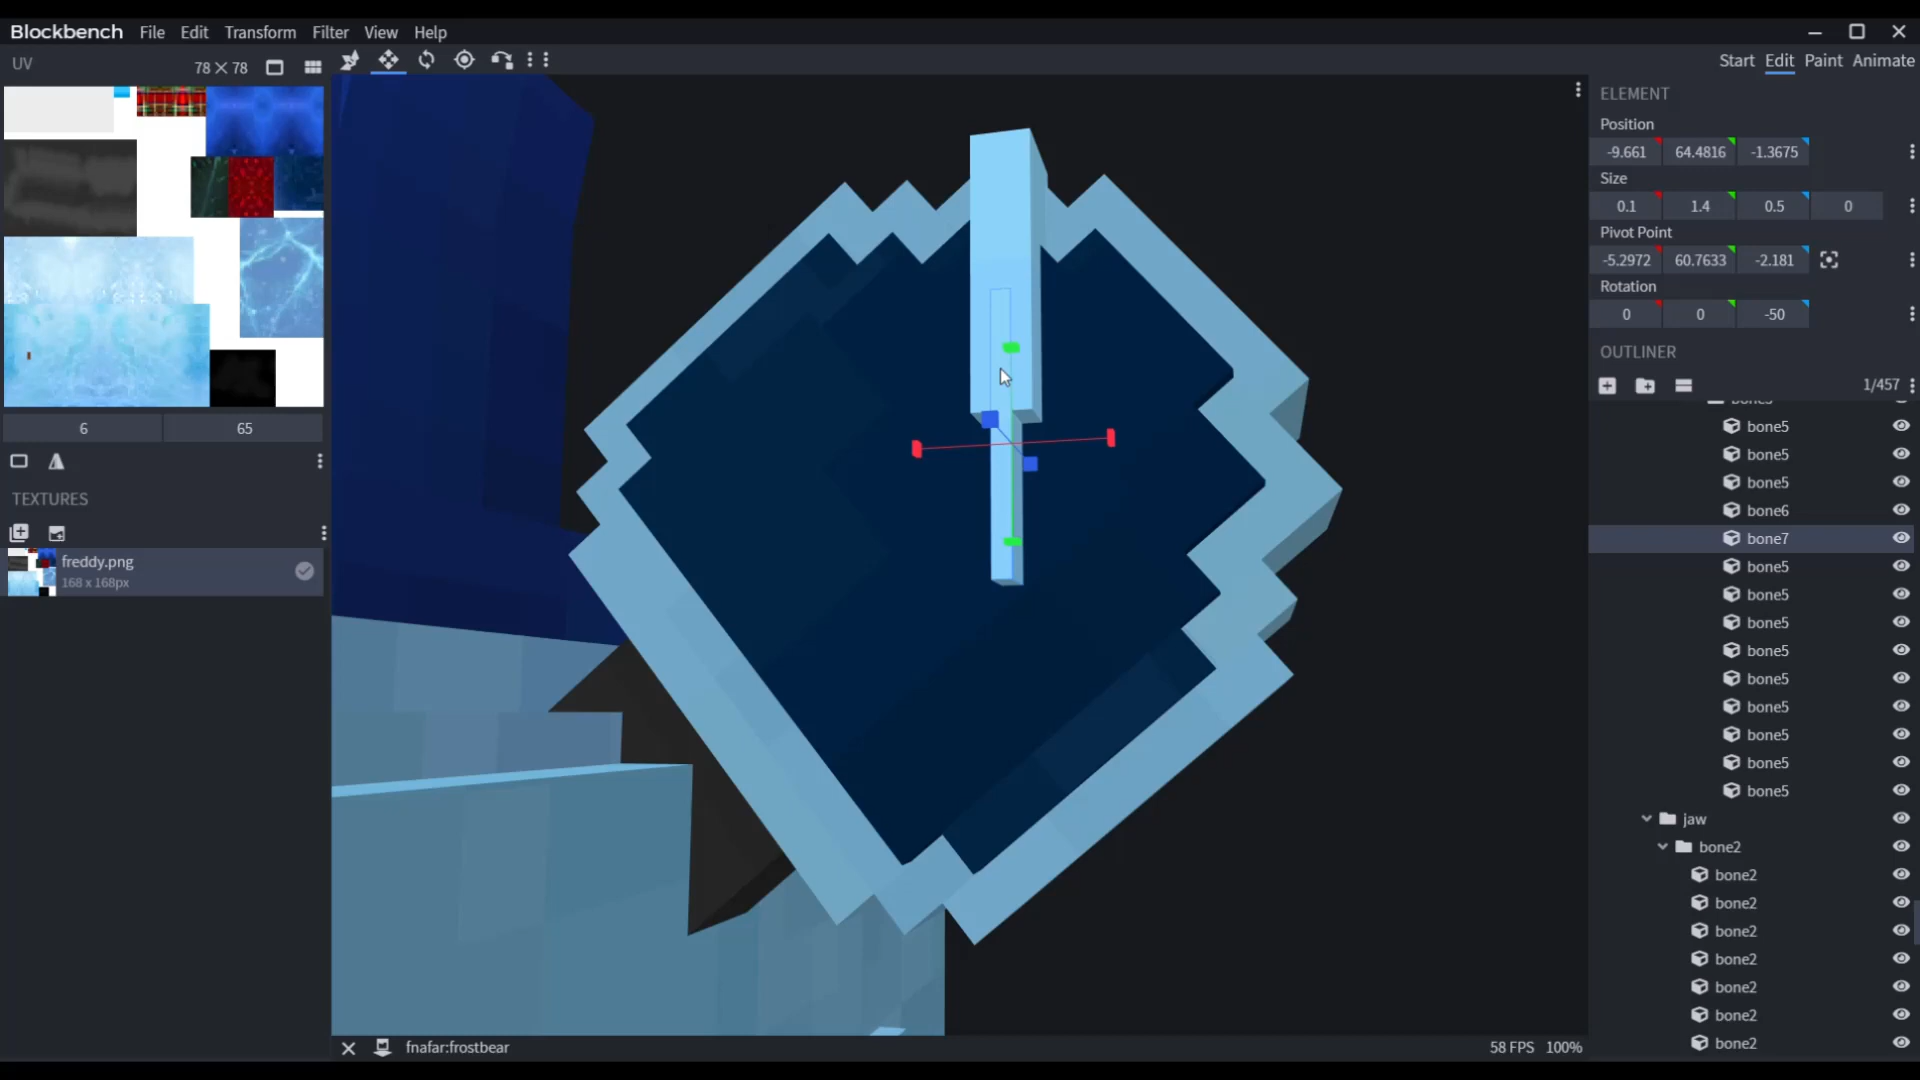 Blockbench File Edit Transform Filter View Help
UV 78 × 78 Start Edit Paint Animate
ELEMENT
Position
-9.661 64.4816 -1.3675
Size
0.1 1.4 0.5 0
Pivot Point
-5.2972 60.7633 -2.181
Rotation
0 0 -50
OUTLINER
1/457
6 65
TEXTURES
freddy.png
168 x 168px
bone5
bone5
bone5
bone5
bone6
bone7
bone5
bone5
bone5
bone5
bone5
bone5
bone5
bone5
bone5
jaw
bone2
bone2
bone2
bone2
bone2
bone2
bone2
bone2
fnafar:frostbear 58 FPS 100%